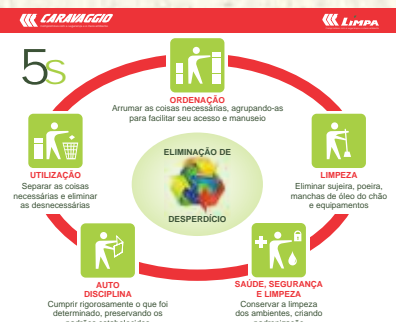 CARAVAGGIO
LIMPA
5s
ORDENAÇÃO
Arrumar as coisas necessárias, agrupando-as
para facilitar seu acesso e manuseio
ELIMINAÇÃO DE
DESPERDÍCIO
UTILIZAÇÃO
Separar as coisas
necessárias e eliminar
as desnecessárias
LIMPEZA
Eliminar sujeira, poeira,
manchas de óleo do chão
e equipamentos
AUTO
DISCIPLINA
Cumprir rigorosamente o que foi
determinado, preservando os
SAÚDE, SEGURANÇA
E LIMPEZA
Conservar a limpeza
dos ambientes, criando